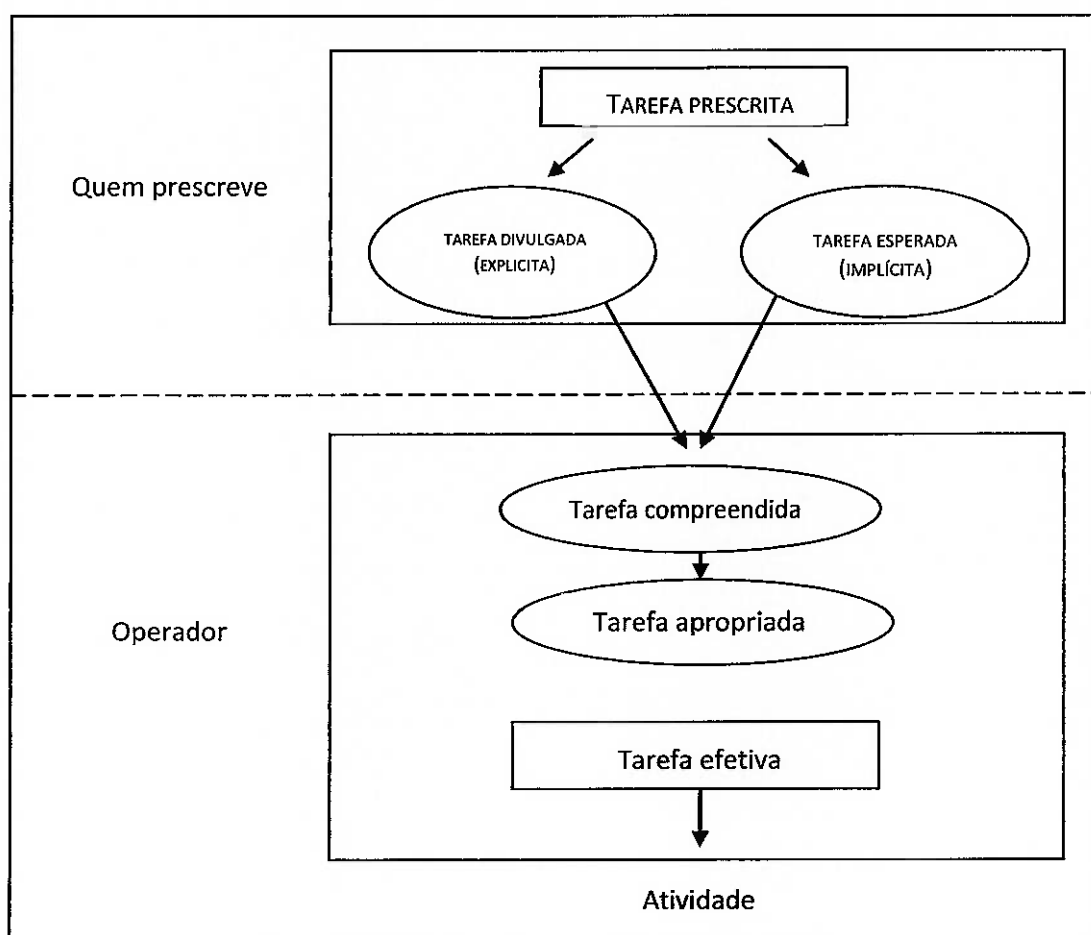 TAREFA PRESCRITA
Quem prescreve
TAREFA DIVULGADA
(EXPLICITA)
TAREFA ESPERADA
(IMPLÍCITA)
Tarefa compreendida
Operador
Tarefa apropriada
Tarefa efetiva
Atividade